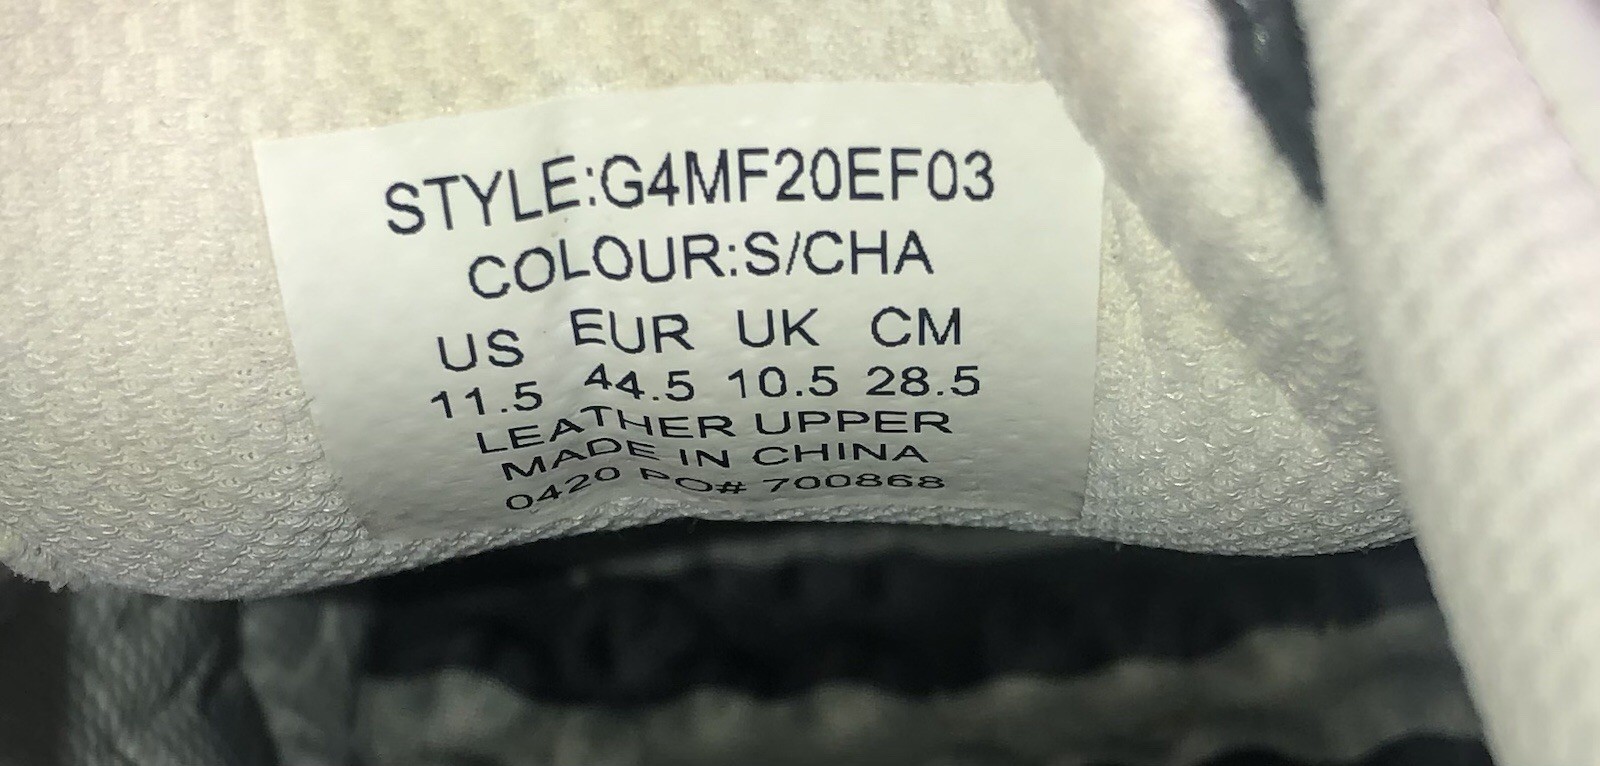 STYLE:G4MF20EF03
COLOUR:S/CHA
US EUR UK CM
11.5 44.5 10.5 28.5
LEATHER UPPER
MADE IN CHINA
0420 PO# 700868